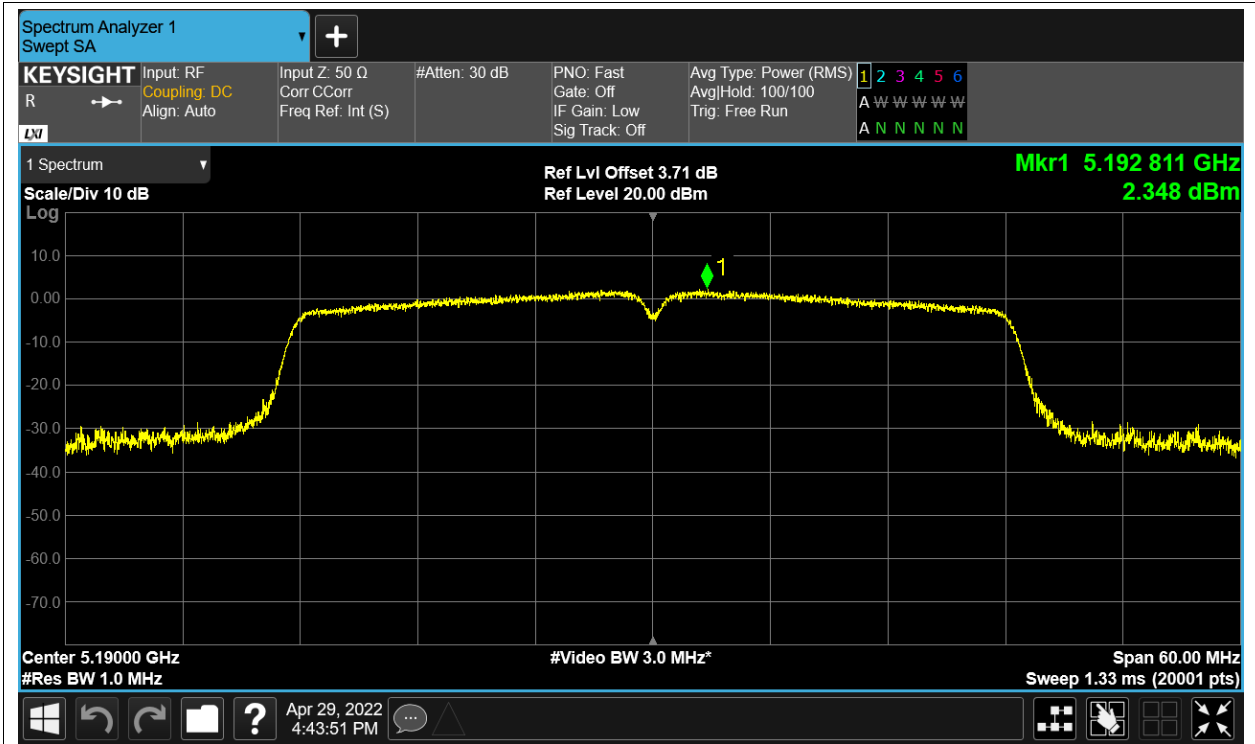 Spectrum Analyzer 1
Swept SA
+
KEYSIGHT
R
LXI
Input: RF
Coupling: DC
Align: Auto
Input Z: 50 Ω
Corr CCorr
Freq Ref: Int (S)
#Atten: 30 dB
PNO: Fast
Gate: Off
IF Gain: Low
Sig Track: Off
Avg Type: Power (RMS)
Avg|Hold: 100/100
Trig: Free Run
1 2 3 4 5 6
A W W W W W
A N N N N N
1 Spectrum
Scale/Div 10 dB
Log
Ref Lvl Offset 3.71 dB
Ref Level 20.00 dBm
Mkr1 5.192 811 GHz
2.348 dBm
1
10.0
0.00
-10.0
-20.0
-30.0
-40.0
-50.0
-60.0
-70.0
Center 5.19000 GHz
#Res BW 1.0 MHz
#Video BW 3.0 MHz*
Span 60.00 MHz
Sweep 1.33 ms (20001 pts)
?
Apr 29, 2022
4:43:51 PM